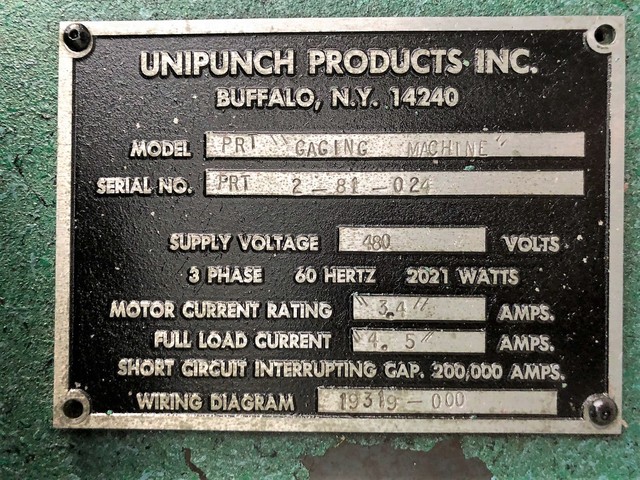 UNIPUNCH PRODUCTS INC.
BUFFALO, N.Y. 14240
MODEL PRT "GAGING MACHINE"
SERIAL NO. PRT 2-81-024
SUPPLY VOLTAGE 480 VOLTS
3 PHASE 60 HERTZ 2021 WATTS
MOTOR CURRENT RATING "3.4" AMPS.
FULL LOAD CURRENT "4.5" AMPS.
SHORT CIRCUIT INTERRUPTING CAP. 200,000 AMPS.
WIRING DIAGRAM 19319-000